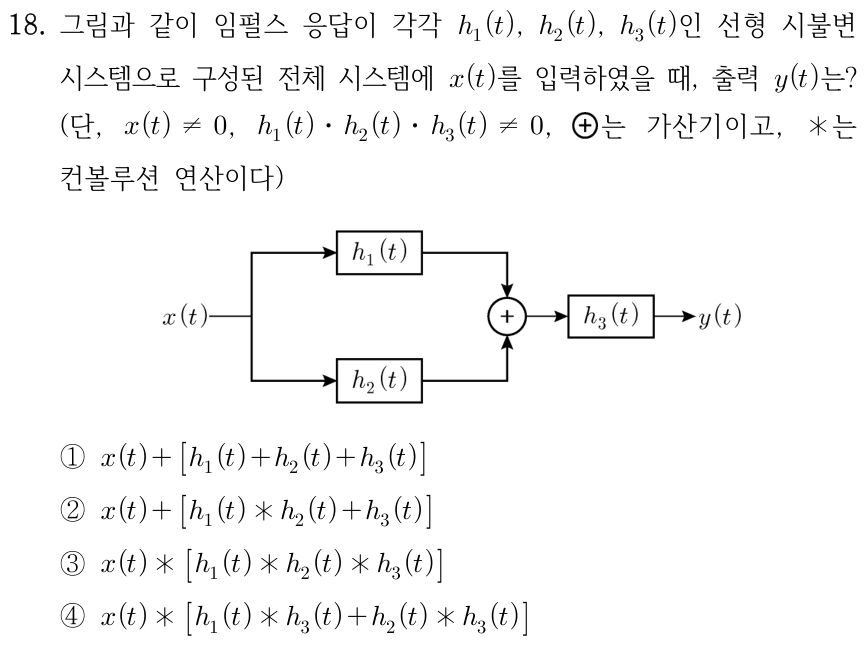 18. 그림과 같이 임펄스 응답이 각각 h₁(t), h₂(t), h₃(t)인 선형 시불변
시스템으로 구성된 전체 시스템에 x(t)를 입력하였을 때, 출력 y(t)는?
(단, x(t) ≠ 0, h₁(t)・h₂(t)・h₃(t) ≠ 0, ⊕는 가산기이고, ∗는
컨볼루션 연산이다)
h₁(t)
x(t) + h₃(t) y(t)
h₂(t)
① x(t)+[h₁(t)+h₂(t)+h₃(t)]
② x(t)+[h₁(t)∗h₂(t)+h₃(t)]
③ x(t)∗[h₁(t)∗h₂(t)∗h₃(t)]
④ x(t)∗[h₁(t)∗h₃(t)+h₂(t)∗h₃(t)]